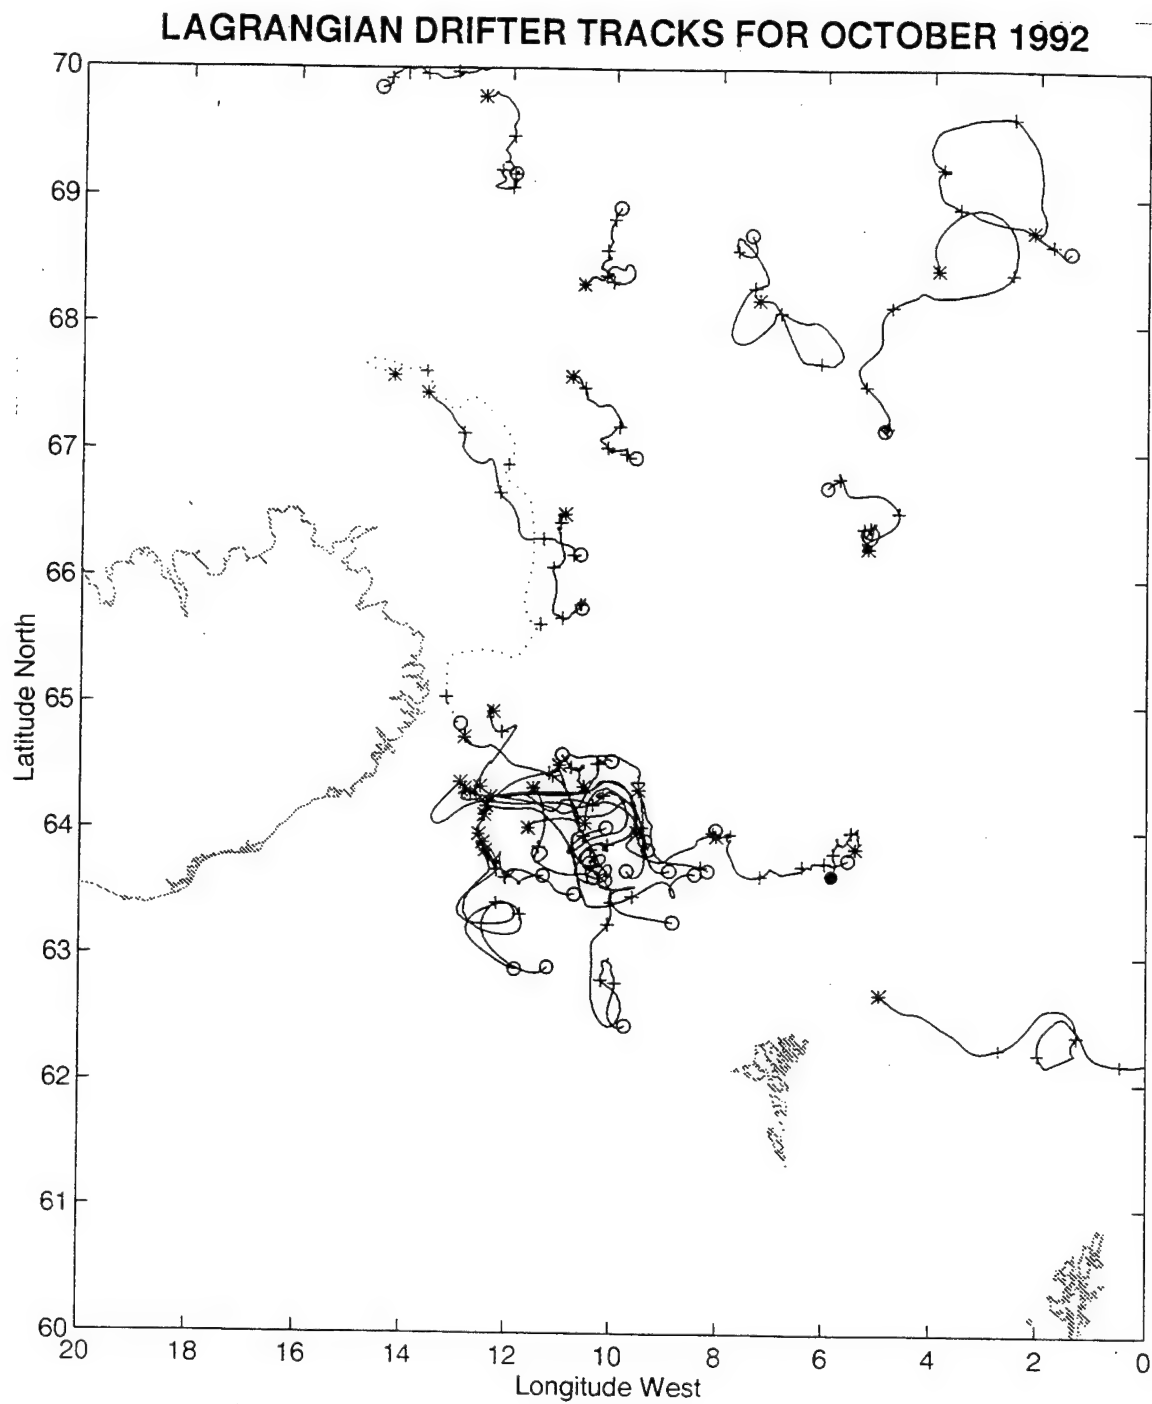 LAGRANGIAN DRIFTER TRACKS FOR OCTOBER 1992
70
69
68
67
66
65
64
63
62
61
60
Latitude North
20 18 16 14 12 10 8 6 4 2 0
Longitude West